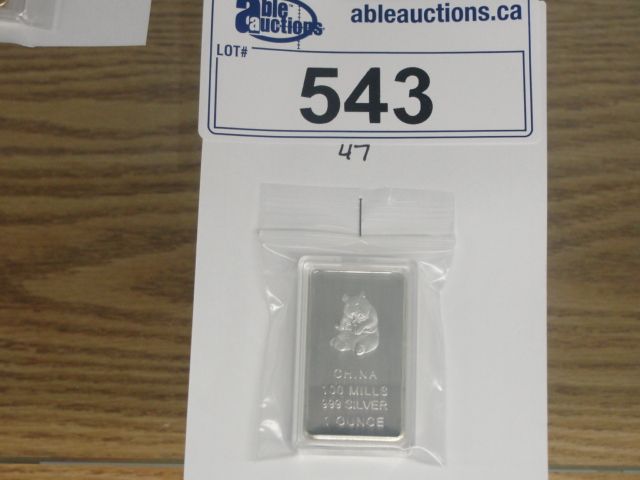 able
auctions
ableauctions.ca
LOT#
543
47
CHINA
100 MILLS
999 SILVER
1 OUNCE